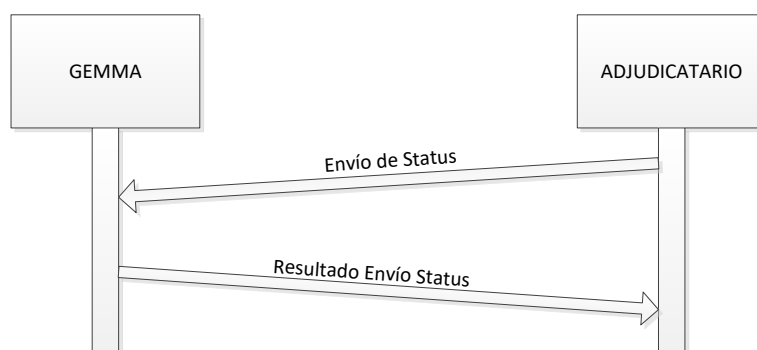 GEMMA
ADJUDICATARIO
Envío de Status
Resultado Envío Status